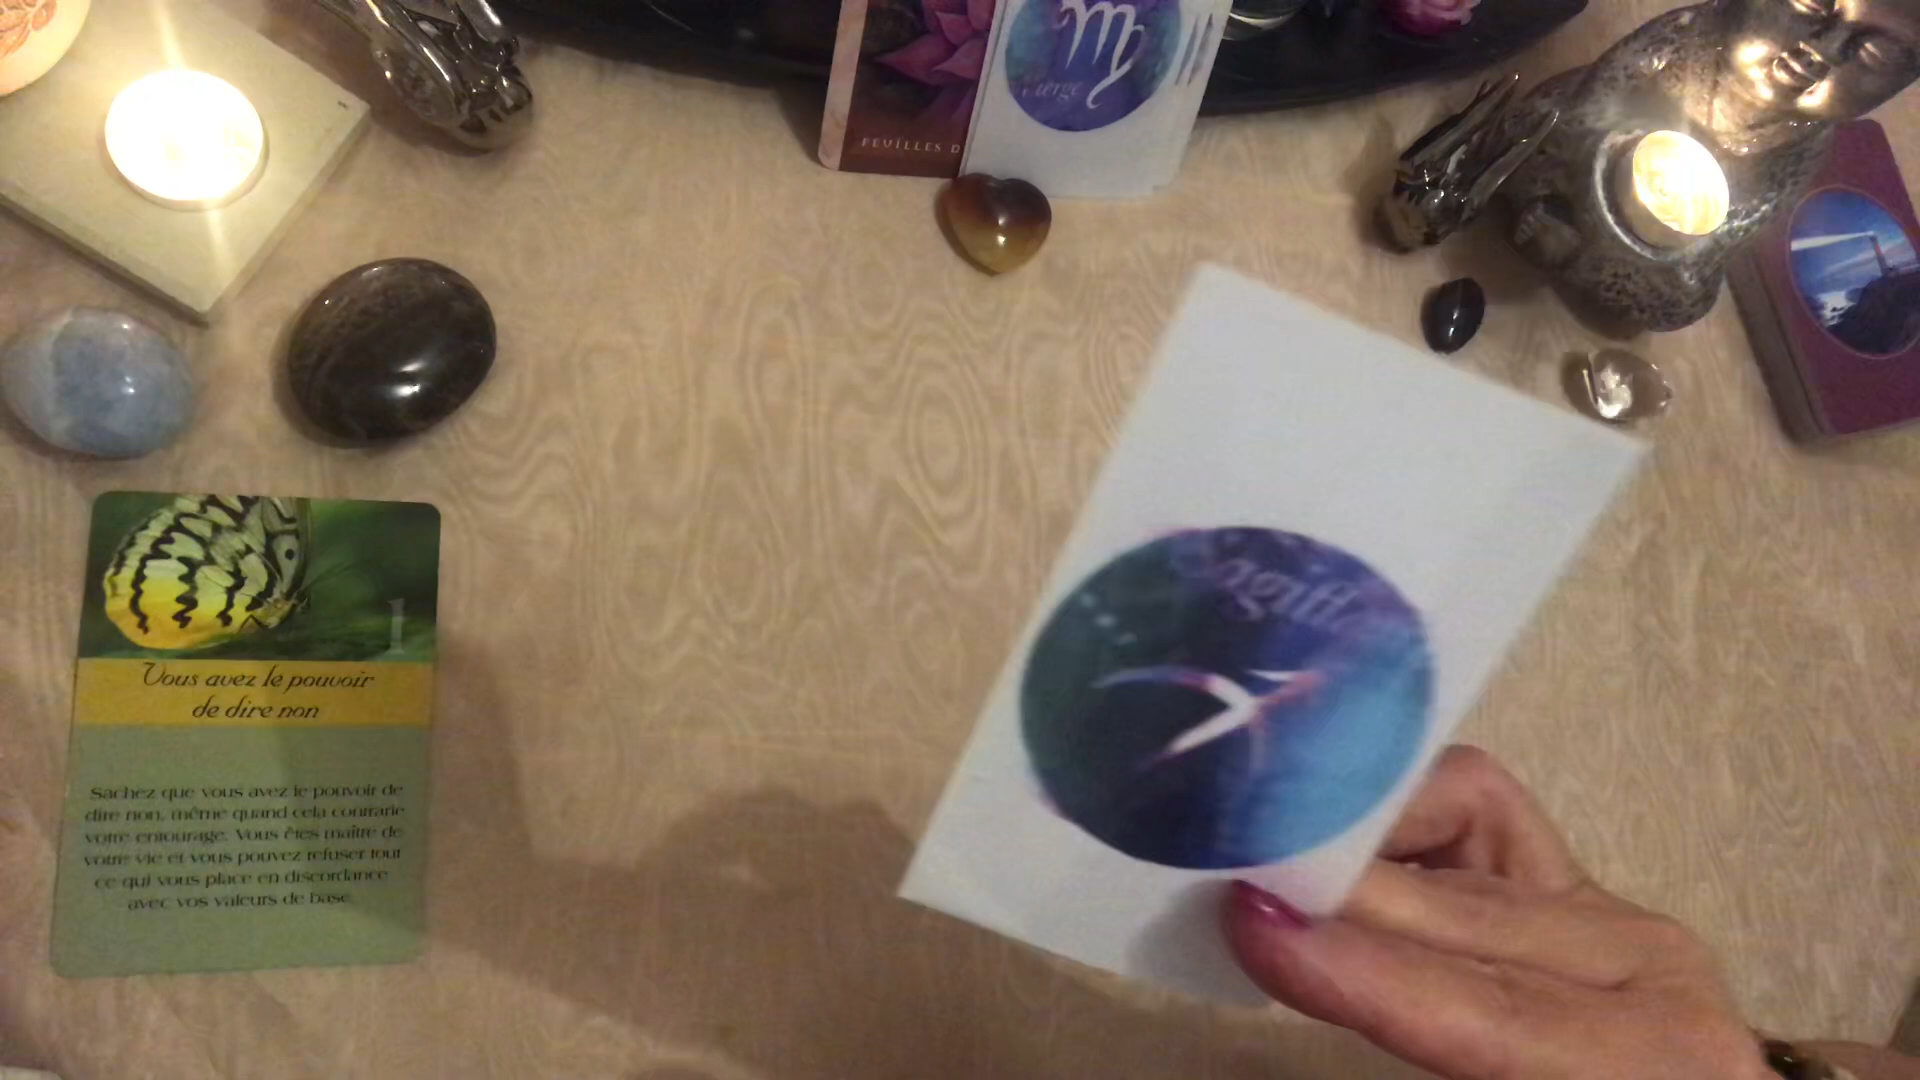 FEUILLES D
Vierge
1
Vous avez le pouvoir
de dire non
Sachez que vous avez le pouvoir de
dire non, même quand cela contrarie
votre entourage. Vous êtes maître de
votre vie et vous pouvez refuser tout
ce qui vous place en discordance
avec vos valeurs de base.